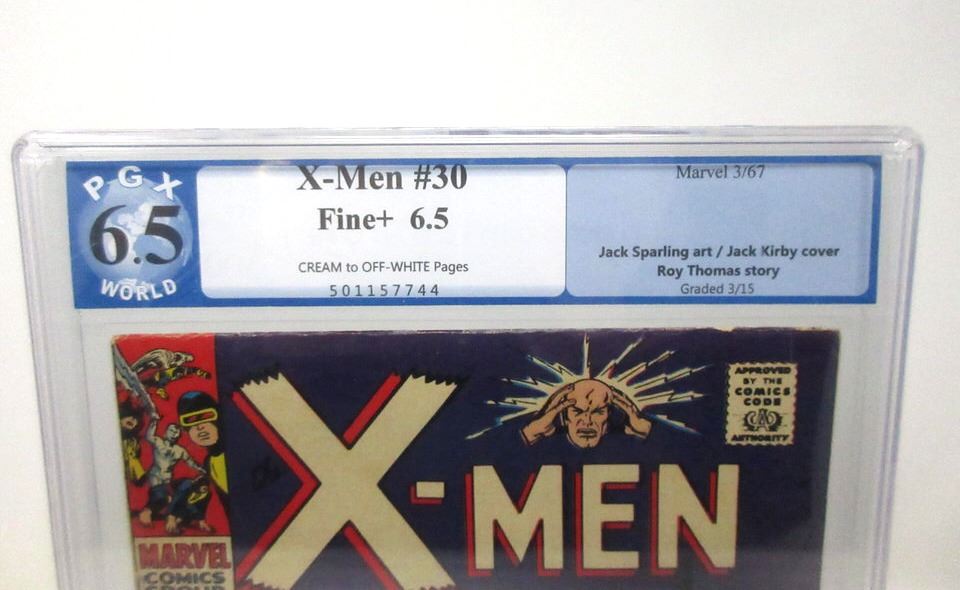 PGX
6.5
WORLD
X-Men #30
Fine+ 6.5
CREAM to OFF-WHITE Pages
501157744
Marvel 3/67
Jack Sparling art / Jack Kirby cover
Roy Thomas story
Graded 3/15
APPROVED
BY THE
COMICS
CODE
CA
AUTHORITY
X-MEN
MARVEL
COMICS
GROUP